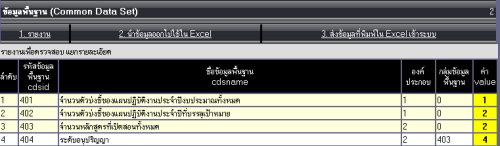 ข้อมูลพื้นฐาน (Common Data Set) 2
1. รายงาน 2. นำข้อมูลออกไปใช้ใน Excel 3. ส่งข้อมูลที่พิมพ์ใน Excel เข้าระบบ
รายงานเพื่อตรวจสอบ แยกรายละเอียด
ลำดับ รหัสข้อมูลพื้นฐาน cdsid ชื่อข้อมูลพื้นฐาน cdsname องค์ประกอบ กลุ่มข้อมูลพื้นฐาน ค่า value
1 401 จำนวนตัวบ่งชี้ของแผนปฏิบัติงานประจำปีงบประมาณทั้งหมด 1 0 1
2 402 จำนวนตัวบ่งชี้ของแผนปฏิบัติงานประจำปีที่บรรลุเป้าหมาย 1 0 2
3 403 จำนวนหลักสูตรที่เปิดสอนทั้งหมด 2 0 2
4 404 ระดับอนุปริญญา 2 403 4